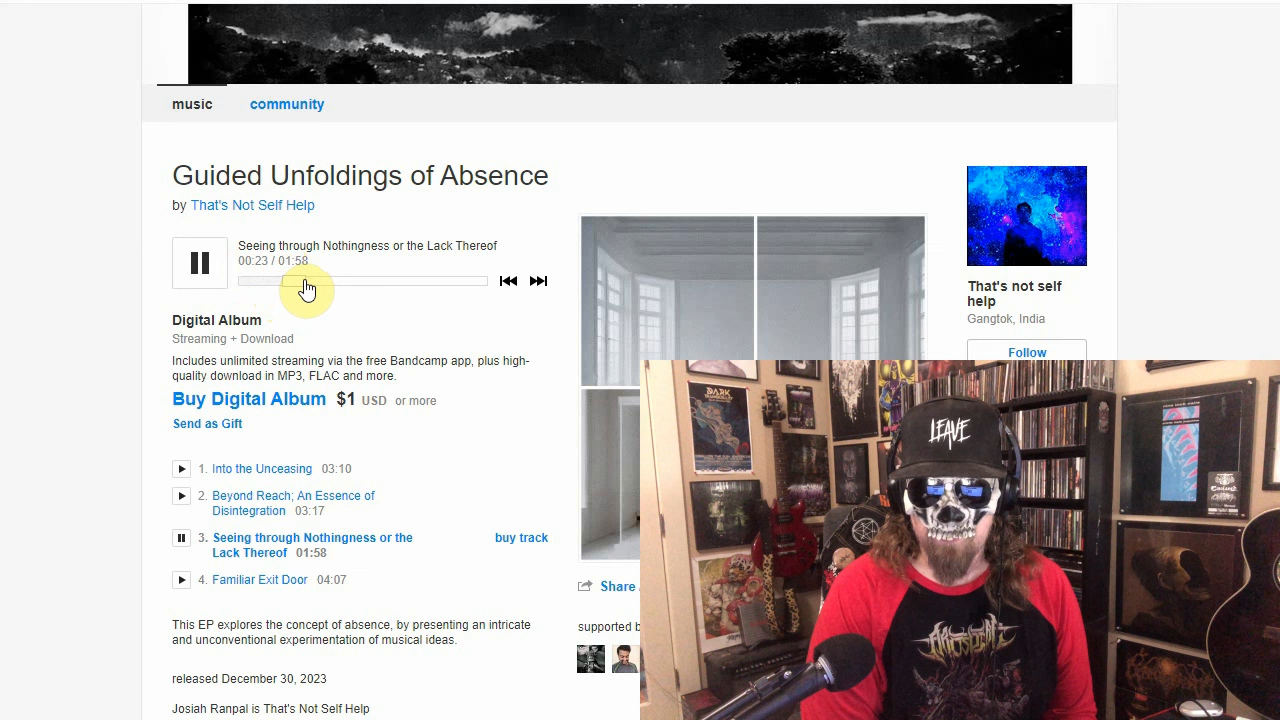 music community
Guided Unfoldings of Absence
by That's Not Self Help
Seeing through Nothingness or the Lack Thereof
00:23 / 01:58
Digital Album
Streaming + Download
Includes unlimited streaming via the free Bandcamp app, plus high-
quality download in MP3, FLAC and more.
Buy Digital Album $1 USD or more
Send as Gift
1. Into the Unceasing 03:10
2. Beyond Reach; An Essence of
Disintegration 03:17
3. Seeing through Nothingness or the
Lack Thereof 01:58
buy track
4. Familiar Exit Door 04:07
This EP explores the concept of absence, by presenting an intricate
and unconventional experimentation of musical ideas.
released December 30, 2023
Josiah Ranpal is That's Not Self Help
Share
supported b
That's not self
help
Gangtok, India
Follow
DARK
LEAVE